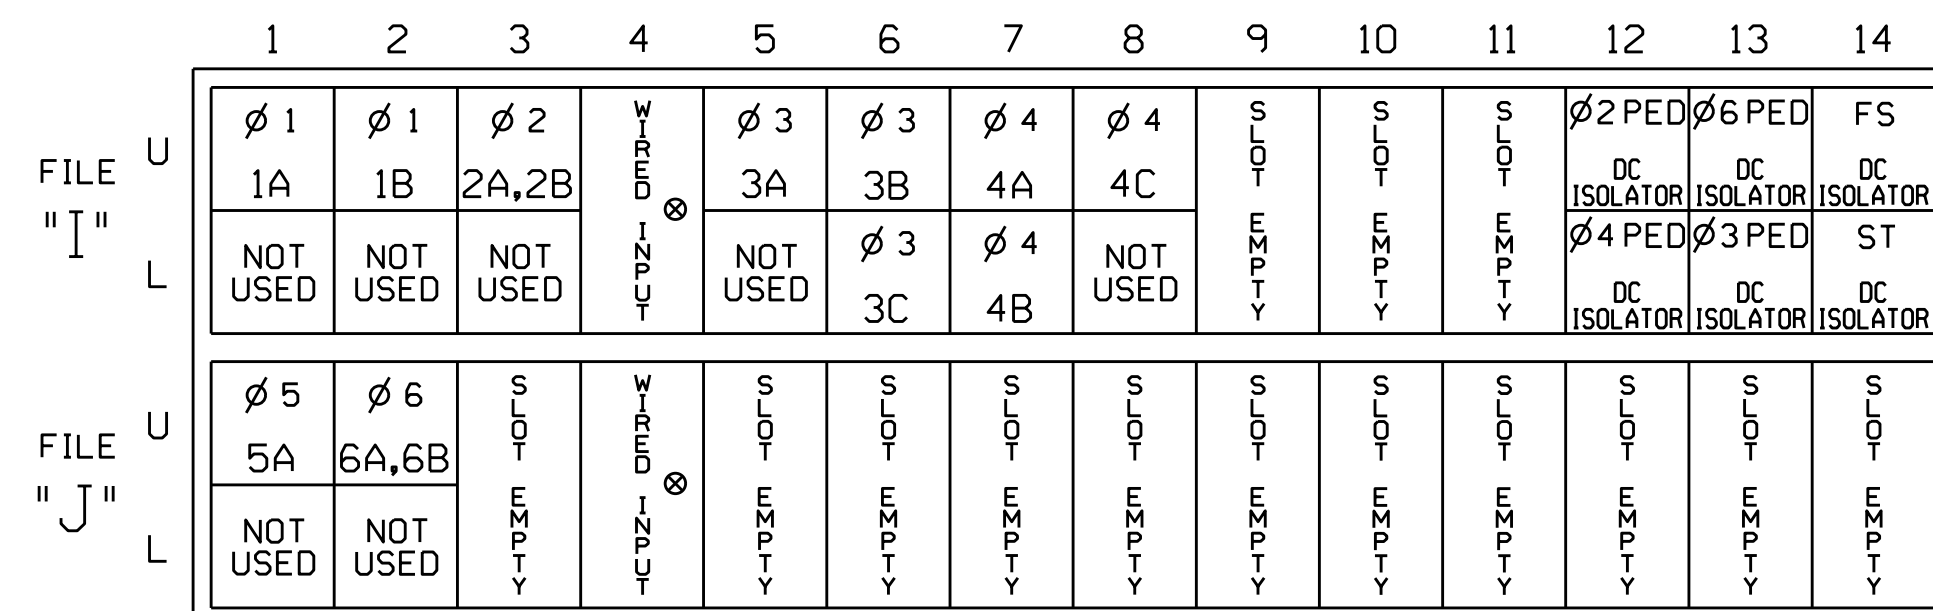 1 2 3 4 5 6 7 8 9 10 11 12 13 14
FILE "I"
U
Ø 1 Ø 1 Ø 2 WIRED INPUT Ø 3 Ø 3 Ø 4 Ø 4 SLOT EMPTY SLOT EMPTY SLOT EMPTY Ø2 PED Ø6 PED FS
1A 1B 2A,2B 3A 3B 4A 4C DC ISOLATOR DC ISOLATOR DC ISOLATOR
L
NOT USED NOT USED NOT USED NOT USED Ø 3 Ø 4 NOT USED Ø4 PED Ø3 PED ST
3C 4B DC ISOLATOR DC ISOLATOR DC ISOLATOR
FILE "J"
U
Ø 5 Ø 6 SLOT EMPTY WIRED INPUT SLOT EMPTY SLOT EMPTY SLOT EMPTY SLOT EMPTY SLOT EMPTY SLOT EMPTY SLOT EMPTY SLOT EMPTY SLOT EMPTY SLOT EMPTY
5A 6A,6B
L
NOT USED NOT USED